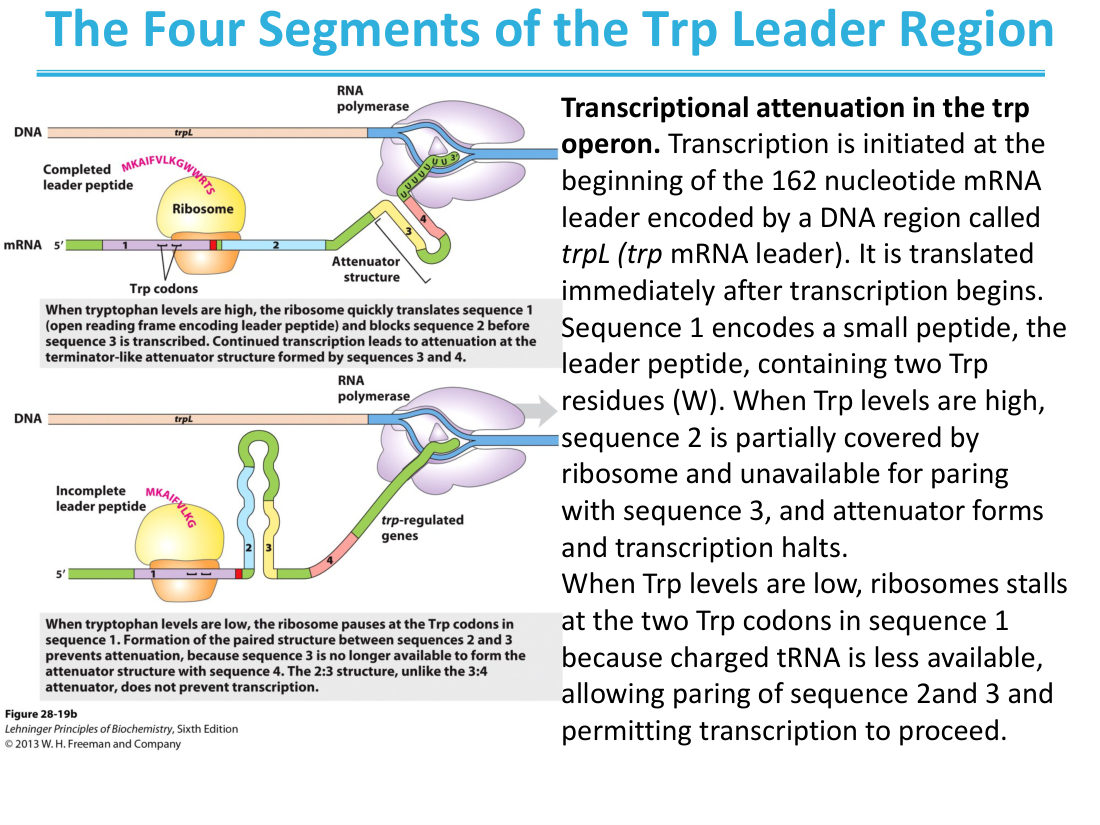 The Four Segments of the Trp Leader Region
RNA
polymerase
DNA
trpL
Completed
leader peptide
MKAIFVLKGWWRTS
UUUUUUU 3'
Ribosome
4
3
mRNA 5'
1
2
Attenuator
structure
Trp codons
When tryptophan levels are high, the ribosome quickly translates sequence 1
(open reading frame encoding leader peptide) and blocks sequence 2 before
sequence 3 is transcribed. Continued transcription leads to attenuation at the
terminator-like attenuator structure formed by sequences 3 and 4.
RNA
polymerase
DNA
trpL
Incomplete
leader peptide
MKAIFVLKG
trp-regulated
genes
2
3
4
5'
1
When tryptophan levels are low, the ribosome pauses at the Trp codons in
sequence 1. Formation of the paired structure between sequences 2 and 3
prevents attenuation, because sequence 3 is no longer available to form the
attenuator structure with sequence 4. The 2:3 structure, unlike the 3:4
attenuator, does not prevent transcription.
Figure 28-19b
Lehninger Principles of Biochemistry, Sixth Edition
© 2013 W. H. Freeman and Company
Transcriptional attenuation in the trp
operon. Transcription is initiated at the
beginning of the 162 nucleotide mRNA
leader encoded by a DNA region called
trpL (trp mRNA leader). It is translated
immediately after transcription begins.
Sequence 1 encodes a small peptide, the
leader peptide, containing two Trp
residues (W). When Trp levels are high,
sequence 2 is partially covered by
ribosome and unavailable for paring
with sequence 3, and attenuator forms
and transcription halts.
When Trp levels are low, ribosomes stalls
at the two Trp codons in sequence 1
because charged tRNA is less available,
allowing paring of sequence 2and 3 and
permitting transcription to proceed.